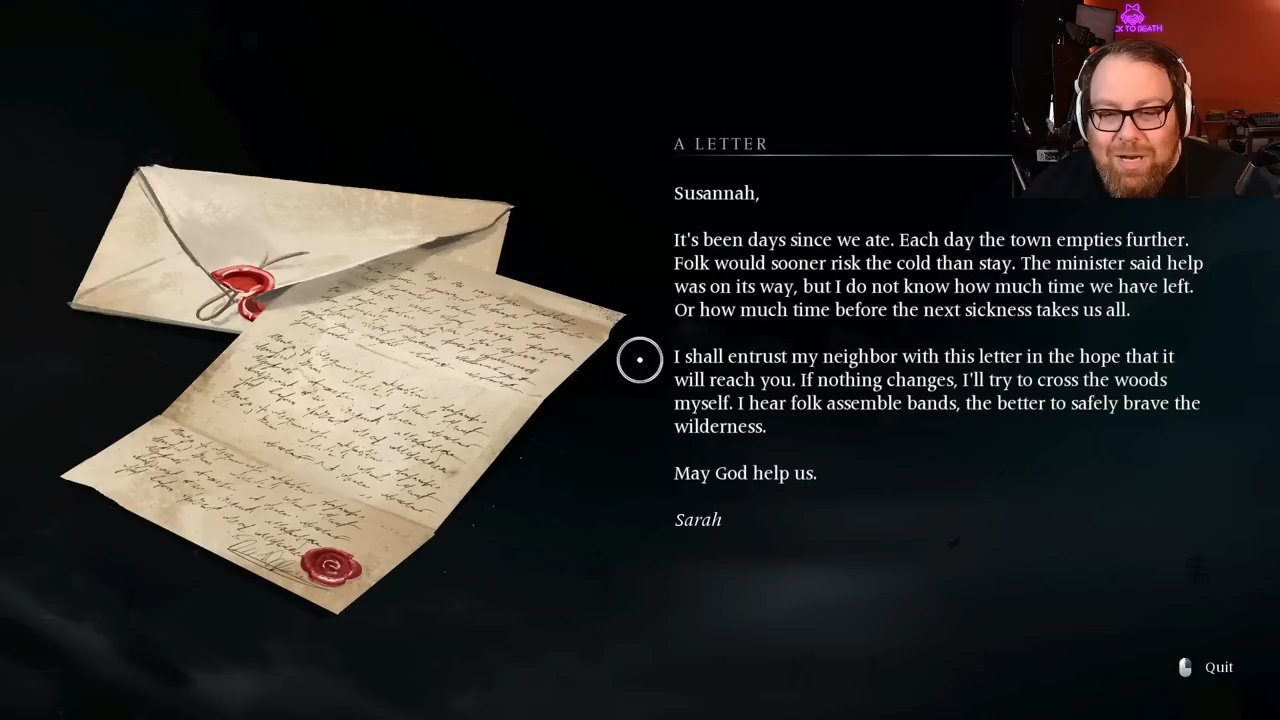 CK TO DEATH
A LETTER
Susannah,
It's been days since we ate. Each day the town empties further.
Folk would sooner risk the cold than stay. The minister said help
was on its way, but I do not know how much time we have left.
Or how much time before the next sickness takes us all.
I shall entrust my neighbor with this letter in the hope that it
will reach you. If nothing changes, I'll try to cross the woods
myself. I hear folk assemble bands, the better to safely brave the
wilderness.
May God help us.
Sarah
Quit